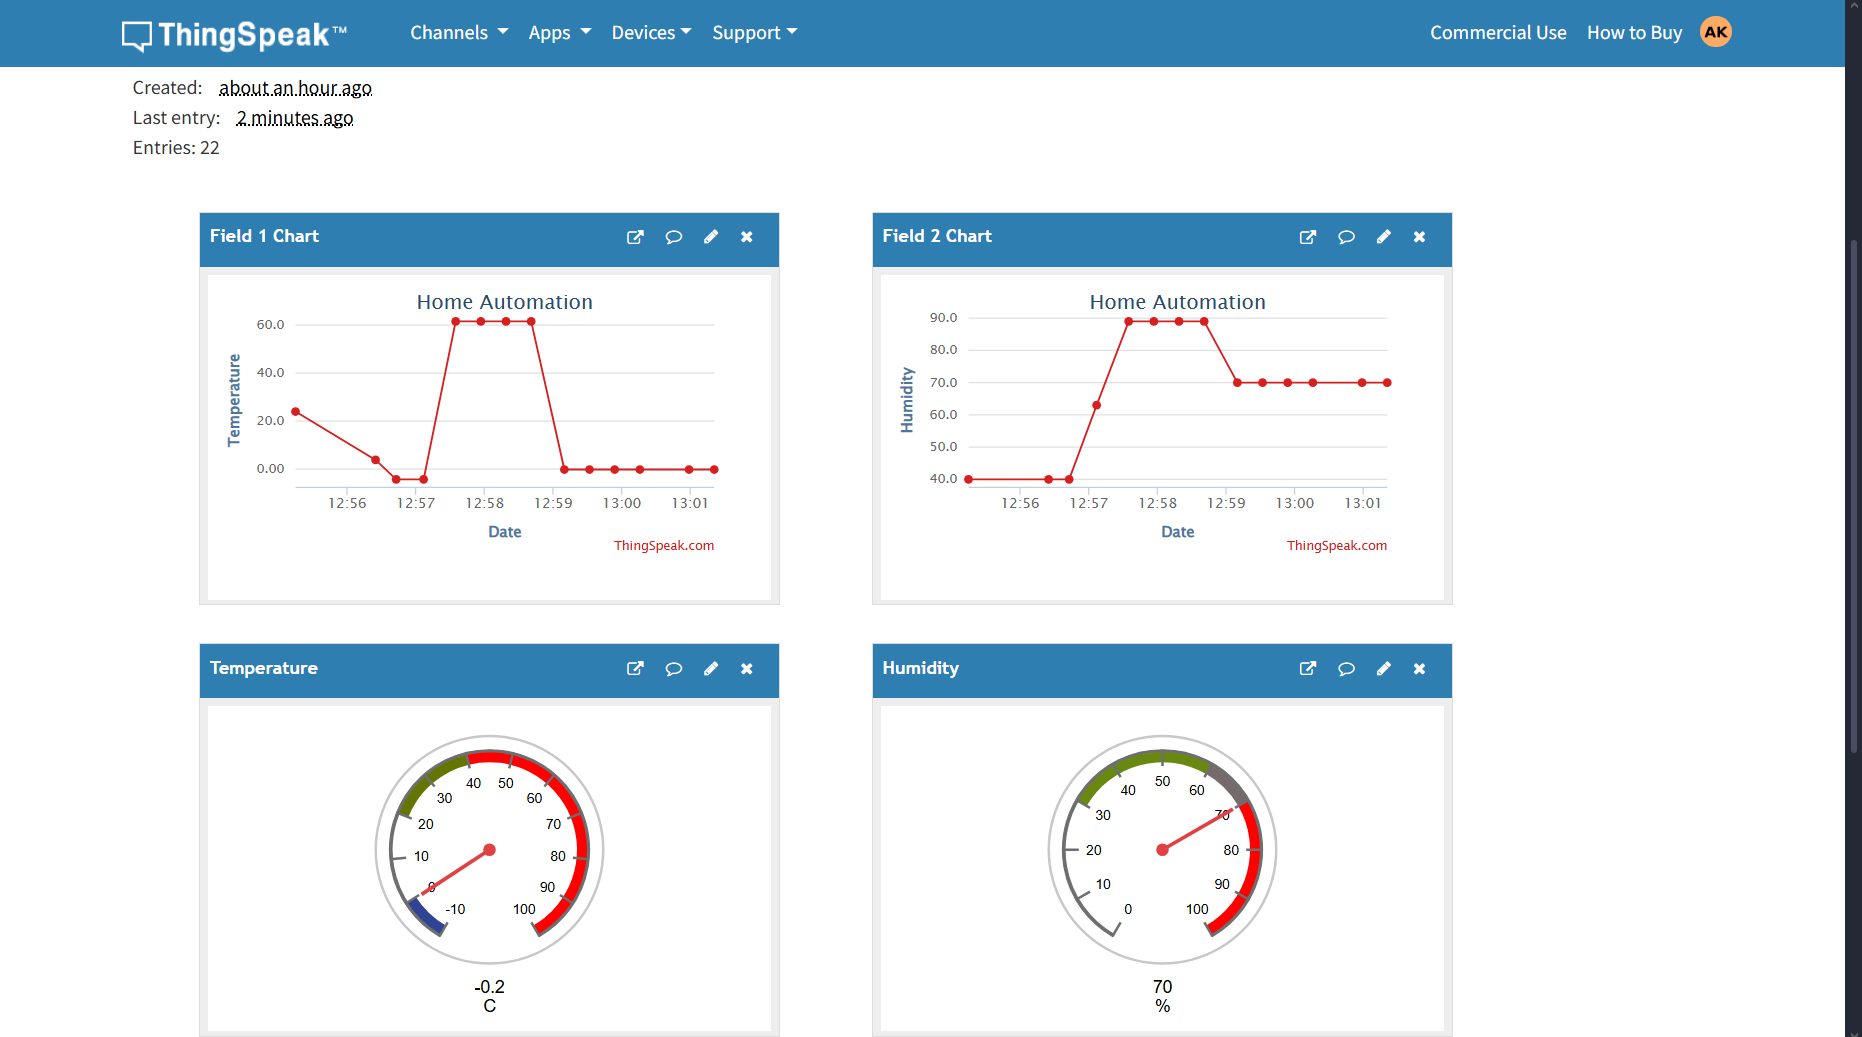 ThingSpeak™ Channels Apps Devices Support Commercial Use How to Buy AK
Created: about an hour ago
Last entry: 2 minutes ago
Entries: 22
Field 1 Chart
Home Automation
Temperature
60.0
40.0
20.0
0.00
12:56 12:57 12:58 12:59 13:00 13:01
Date
ThingSpeak.com
Field 2 Chart
Home Automation
Humidity
90.0
80.0
70.0
60.0
50.0
40.0
12:56 12:57 12:58 12:59 13:00 13:01
Date
ThingSpeak.com
Temperature
-10
0
10
20
30
40
50
60
70
80
90
100
-0.2
C
Humidity
0
10
20
30
40
50
60
70
80
90
100
70
%